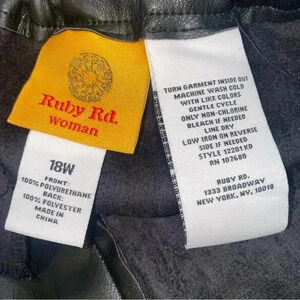 Ruby Rd.
woman
18W
FRONT:
100% POLYURETHANE
BACK:
100% POLYESTER
MADE IN
CHINA
TURN GARMENT INSIDE OUT
MACHINE WASH COLD
WITH LIKE COLORS
GENTLE CYCLE
ONLY NON-CHLORINE
BLEACH IF NEEDED
LINE DRY
LOW IRON ON REVERSE
SIDE IF NEEDED
STYLE 12201 KD
RN 107680
RUBY RD.
1333 BROADWAY
NEW YORK, NY. 10018